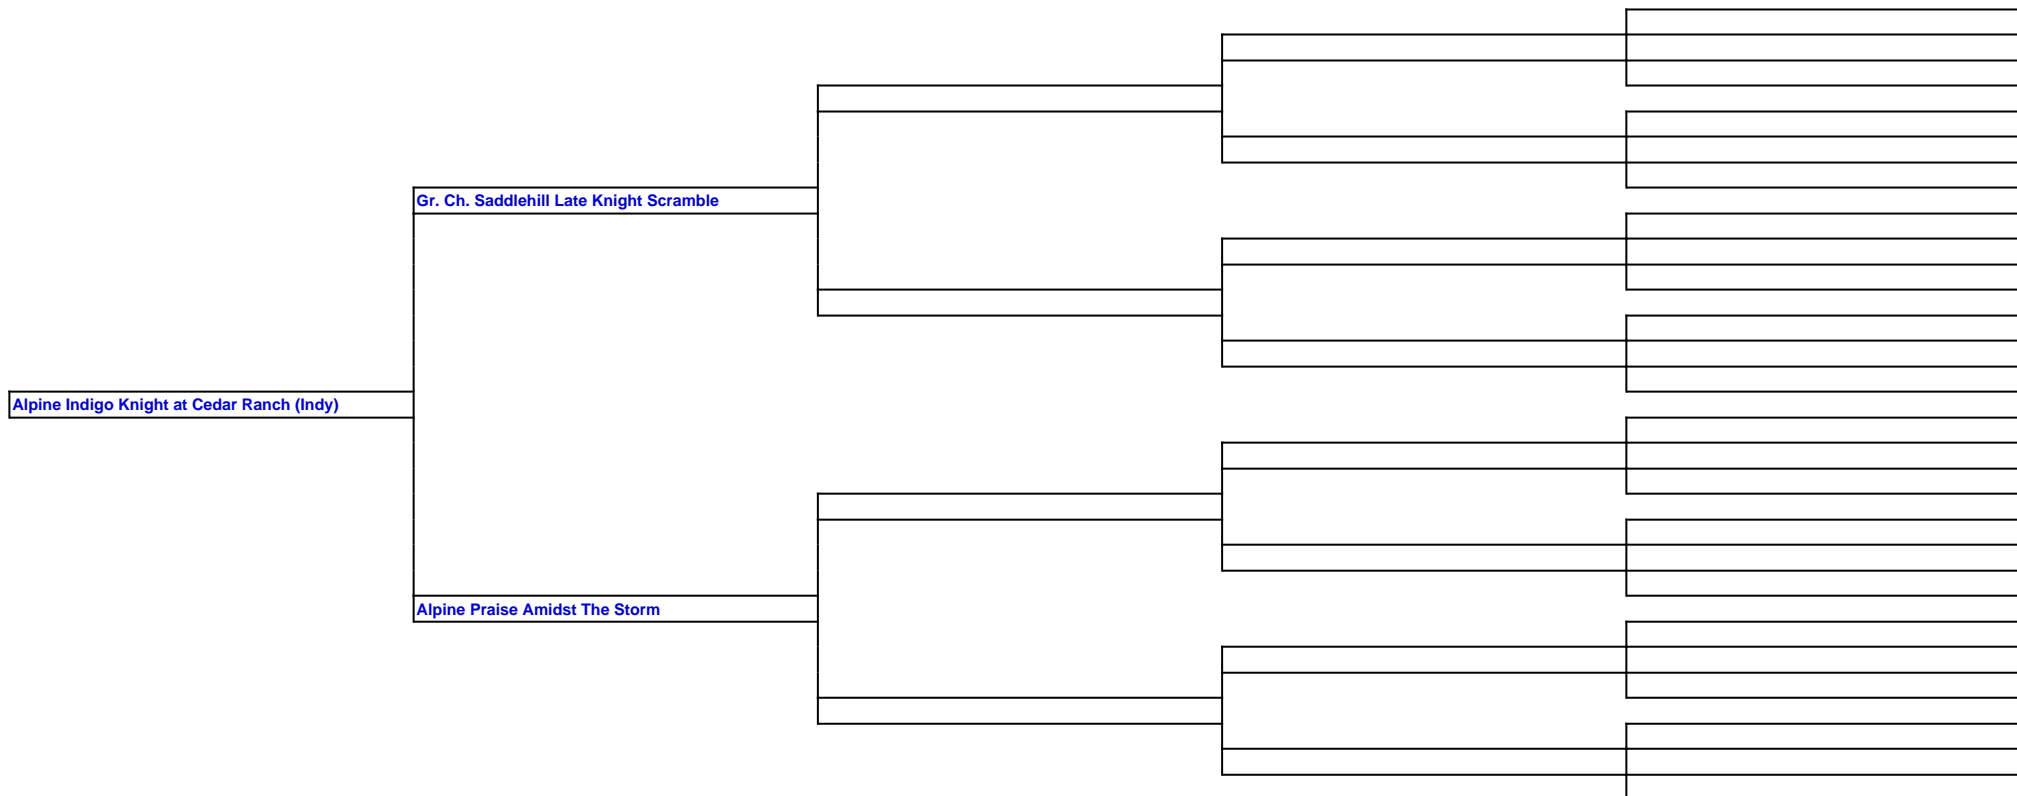 Gr. Ch. Saddlehill Late Knight Scramble
Alpine Indigo Knight at Cedar Ranch (Indy)
Alpine Praise Amidst The Storm